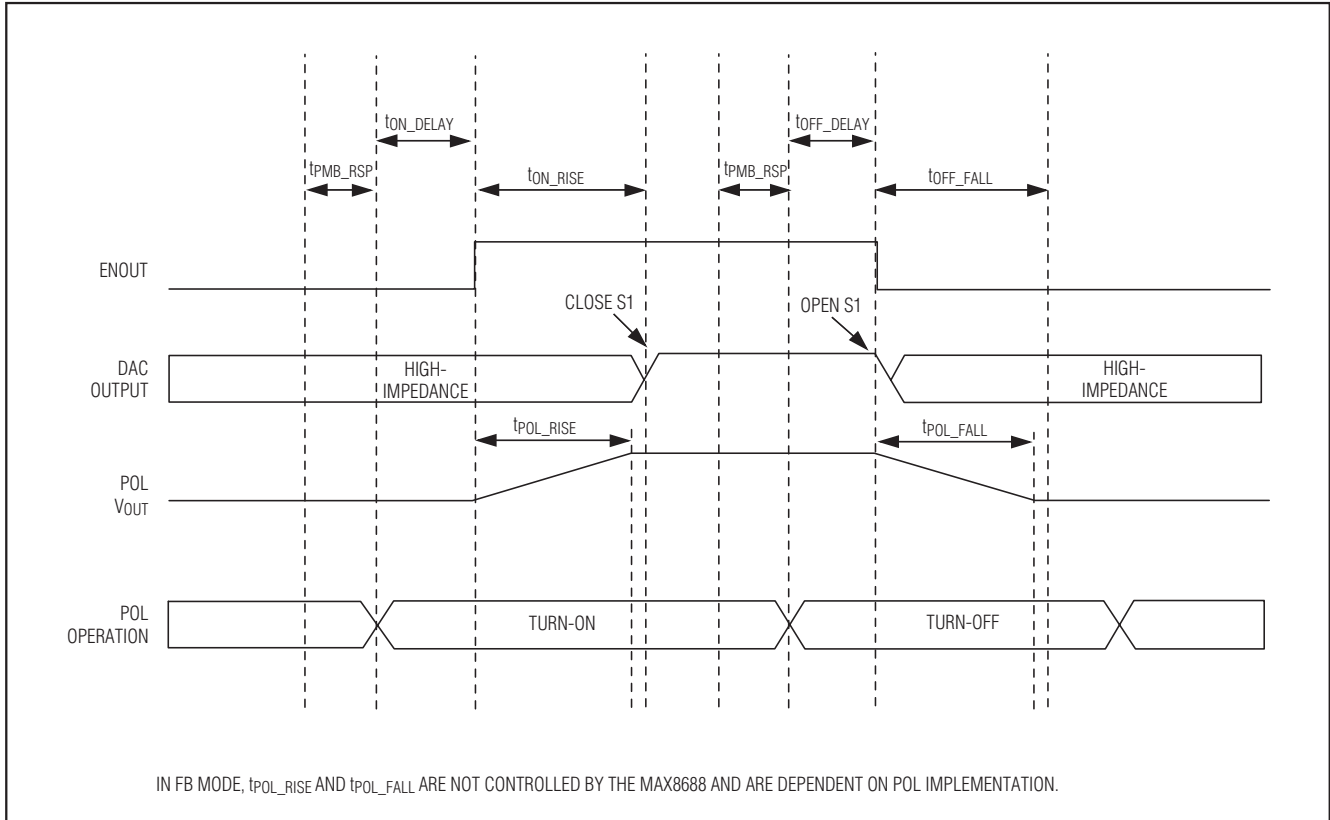 tON_DELAY
tOFF_DELAY
tPMB_RSP
tON_RISE
tPMB_RSP
tOFF_FALL
ENOUT
CLOSE S1
OPEN S1
DAC
OUTPUT
HIGH-
IMPEDANCE
HIGH-
IMPEDANCE
tPOL_RISE
tPOL_FALL
POL
VOUT
POL
OPERATION
TURN-ON
TURN-OFF
IN FB MODE, tPOL_RISE AND tPOL_FALL ARE NOT CONTROLLED BY THE MAX8688 AND ARE DEPENDENT ON POL IMPLEMENTATION.